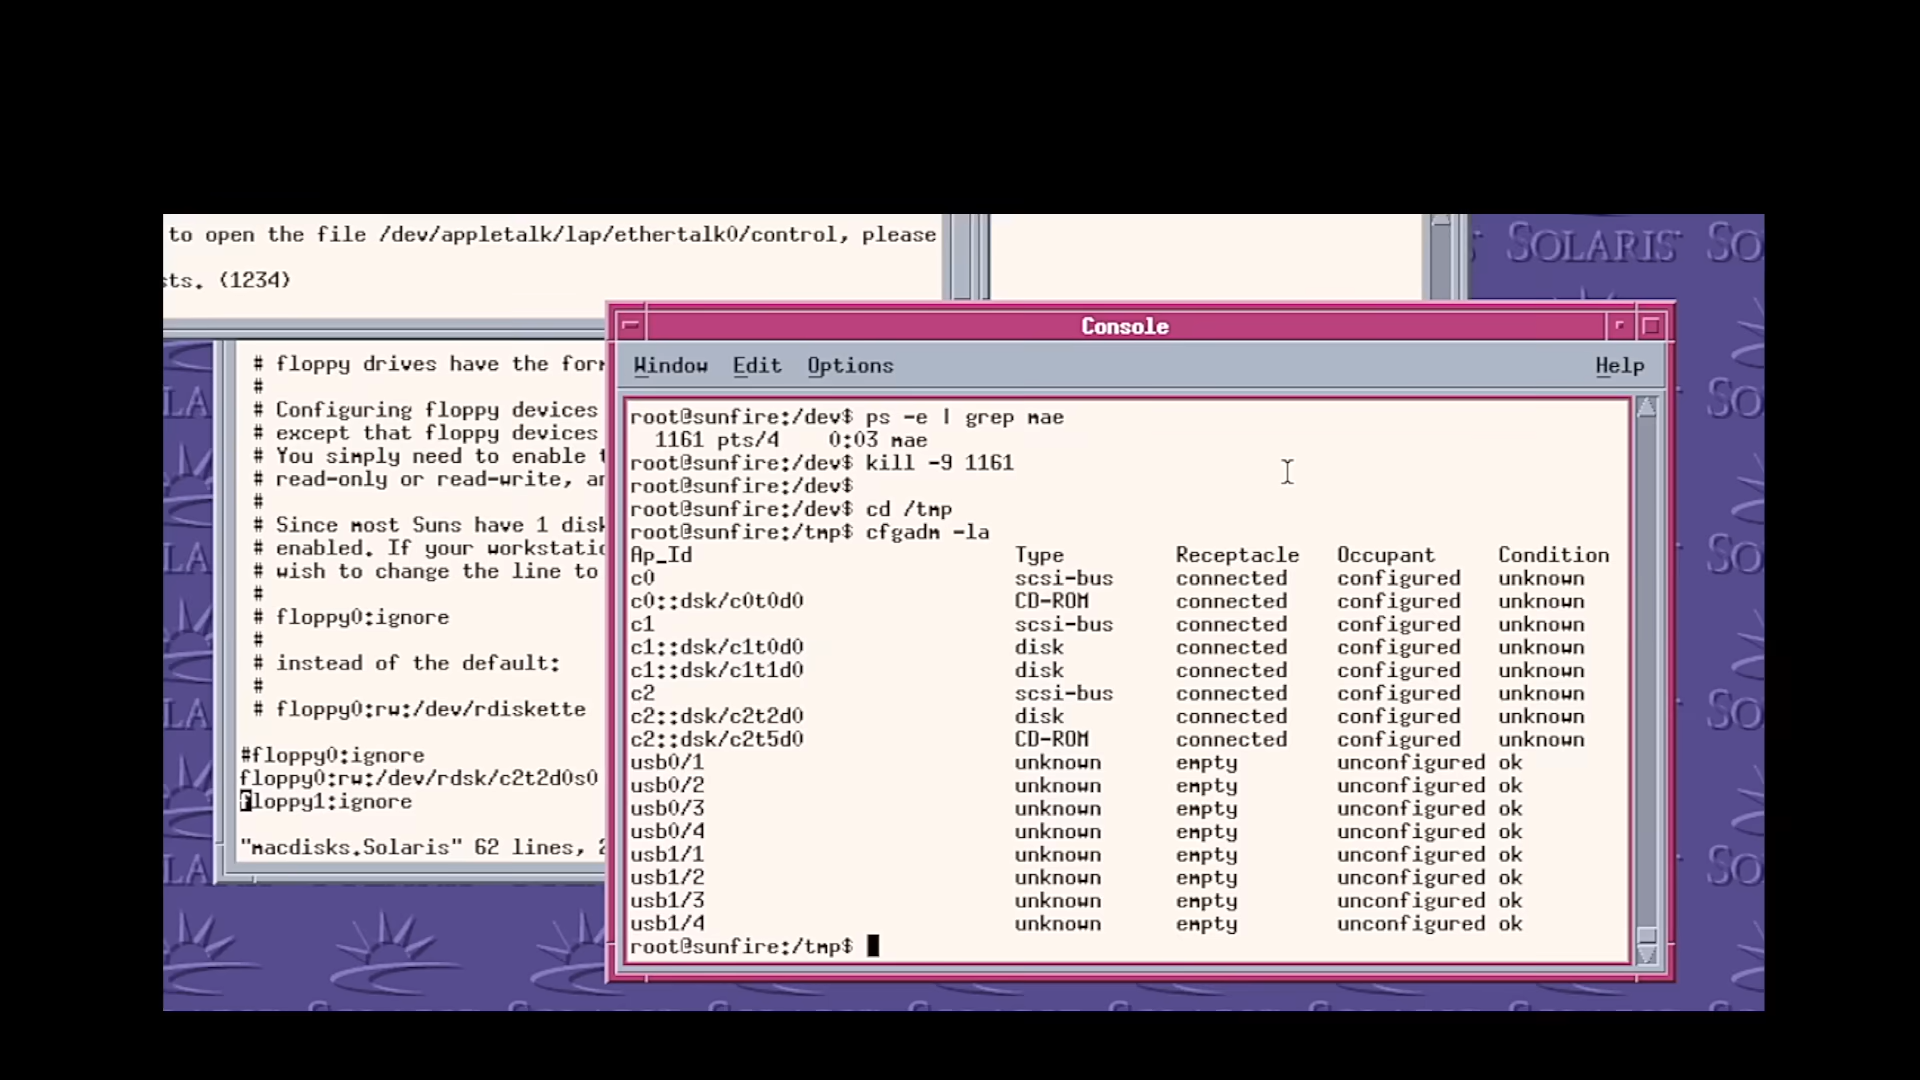 to open the file /dev/appletalk/lap/ethertalk0/control, please
sts. (1234)
SOLARIS
# floppy drives have the for
#
# Configuring floppy devices
# except that floppy devices
# You simply need to enable
# read-only or read-write, a
#
# Since most Suns have 1 dis
# enabled. If your workstati
# wish to change the line to
#
# floppy0:ignore
#
# instead of the default:
#
# floppy0:rw:/dev/rdiskette
#floppy0:ignore
floppy0:rw:/dev/rdsk/c2t2d0s0
floppy1:ignore
"macdisks.Solaris" 62 lines, 2
Console
Window Edit Options Help
root@sunfire:/dev$ ps -e | grep mae
1161 pts/4 0:03 mae
root@sunfire:/dev$ kill -9 1161
root@sunfire:/dev$
root@sunfire:/dev$ cd /tmp
root@sunfire:/tmp$ cfgadm -la
Ap_Id Type Receptacle Occupant Condition
c0 scsi-bus connected configured unknown
c0::dsk/c0t0d0 CD-ROM connected configured unknown
c1 scsi-bus connected configured unknown
c1::dsk/c1t0d0 disk connected configured unknown
c1::dsk/c1t1d0 disk connected configured unknown
c2 scsi-bus connected configured unknown
c2::dsk/c2t2d0 disk connected configured unknown
c2::dsk/c2t5d0 CD-ROM connected configured unknown
usb0/1 unknown empty unconfigured ok
usb0/2 unknown empty unconfigured ok
usb0/3 unknown empty unconfigured ok
usb0/4 unknown empty unconfigured ok
usb1/1 unknown empty unconfigured ok
usb1/2 unknown empty unconfigured ok
usb1/3 unknown empty unconfigured ok
usb1/4 unknown empty unconfigured ok
root@sunfire:/tmp$